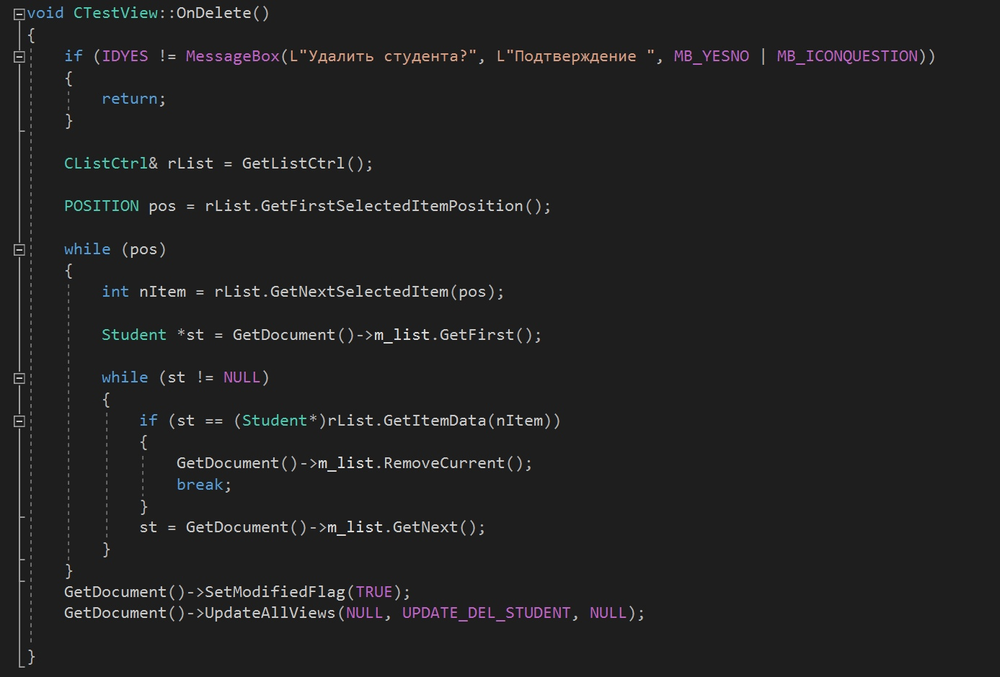 void CTestView::OnDelete()
{
    if (IDYES != MessageBox(L"Удалить студента?", L"Подтверждение ", MB_YESNO | MB_ICONQUESTION))
    {
        return;
    }
    CListCtrl& rList = GetListCtrl();
    POSITION pos = rList.GetFirstSelectedItemPosition();
    while (pos)
    {
        int nItem = rList.GetNextSelectedItem(pos);
        Student *st = GetDocument()->m_list.GetFirst();
        while (st != NULL)
        {
            if (st == (Student*)rList.GetItemData(nItem))
            {
                GetDocument()->m_list.RemoveCurrent();
                break;
            }
            st = GetDocument()->m_list.GetNext();
        }
    }
    GetDocument()->SetModifiedFlag(TRUE);
    GetDocument()->UpdateAllViews(NULL, UPDATE_DEL_STUDENT, NULL);
}